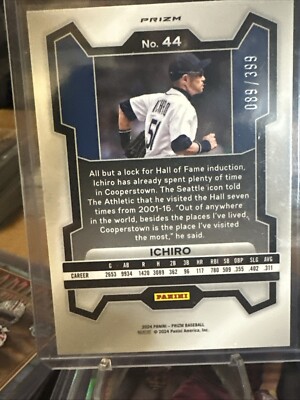 PRIZM
No. 44
089/399
ICHIRO
51
All but a lock for Hall of Fame induction,
Ichiro has already spent plenty of time
in Cooperstown. The Seattle icon told
The Athletic that he visited the Hall seven
times from 2001-16. "Out of anywhere
in the world, besides the places I've lived,
Cooperstown is the place I've visited
the most," he said.
ICHIRO
G AB R H 2B 3B HR RBI SB OBP SLG AVG
CAREER 2653 9934 1420 3089 362 96 117 780 509 .355 .402 .311
PANINI
2024 PANINI - PRIZM BASEBALL
© 2024 Panini America, Inc.